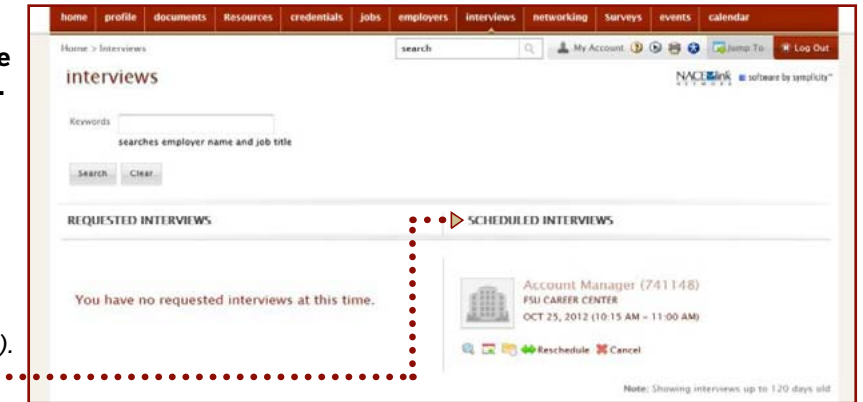 e
.
).
home profile documents Resources credentials jobs employers interviews networking Surveys events calendar
Home > Interviews search My Account Jump To Log Out
interviews
NACElink NETWORK software by symplicity™
Keywords
searches employer name and job title
Search Clear
REQUESTED INTERVIEWS
You have no requested interviews at this time.
SCHEDULED INTERVIEWS
Account Manager (741148)
FSU CAREER CENTER
OCT 25, 2012 (10:15 AM – 11:00 AM)
Reschedule Cancel
Note: Showing interviews up to 120 days old